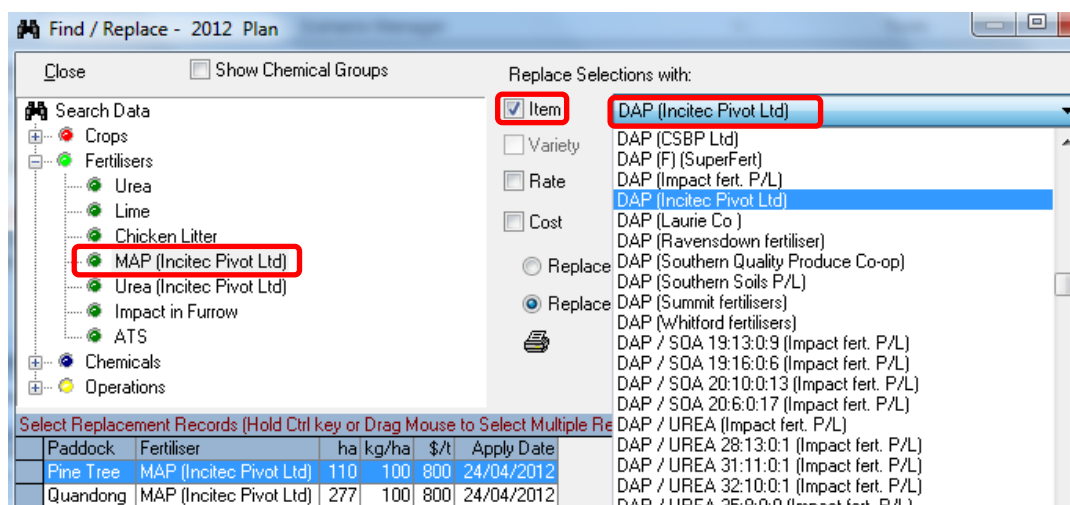 Find / Replace - 2012 Plan
Close
Show Chemical Groups
Search Data
Crops
Fertilisers
Urea
Lime
Chicken Litter
MAP (Incitec Pivot Ltd)
Urea (Incitec Pivot Ltd)
Impact in Furrow
ATS
Chemicals
Operations
Replace Selections with:
Item
DAP (Incitec Pivot Ltd)
Variety
Rate
Cost
Replace
Replace
DAP (CSBP Ltd)
DAP (F) (SuperFert)
DAP (Impact fert. P/L)
DAP (Incitec Pivot Ltd)
DAP (Laurie Co )
DAP (Ravensdown fertiliser)
DAP (Southern Quality Produce Co-op)
DAP (Southern Soils P/L)
DAP (Summit fertilisers)
DAP (Whitford fertilisers)
DAP / SOA 19:13:0:9 (Impact fert. P/L)
DAP / SOA 19:16:0:6 (Impact fert. P/L)
DAP / SOA 20:10:0:13 (Impact fert. P/L)
DAP / SOA 20:6:0:17 (Impact fert. P/L)
DAP / UREA (Impact fert. P/L)
DAP / UREA 28:13:0:1 (Impact fert. P/L)
DAP / UREA 31:11:0:1 (Impact fert. P/L)
DAP / UREA 32:10:0:1 (Impact fert. P/L)
Select Replacement Records (Hold Ctrl key or Drag Mouse to Select Multiple Re
Paddock Fertiliser ha kg/ha $/t Apply Date
Pine Tree MAP (Incitec Pivot Ltd) 110 100 800 24/04/2012
Quandong MAP (Incitec Pivot Ltd) 277 100 800 24/04/2012